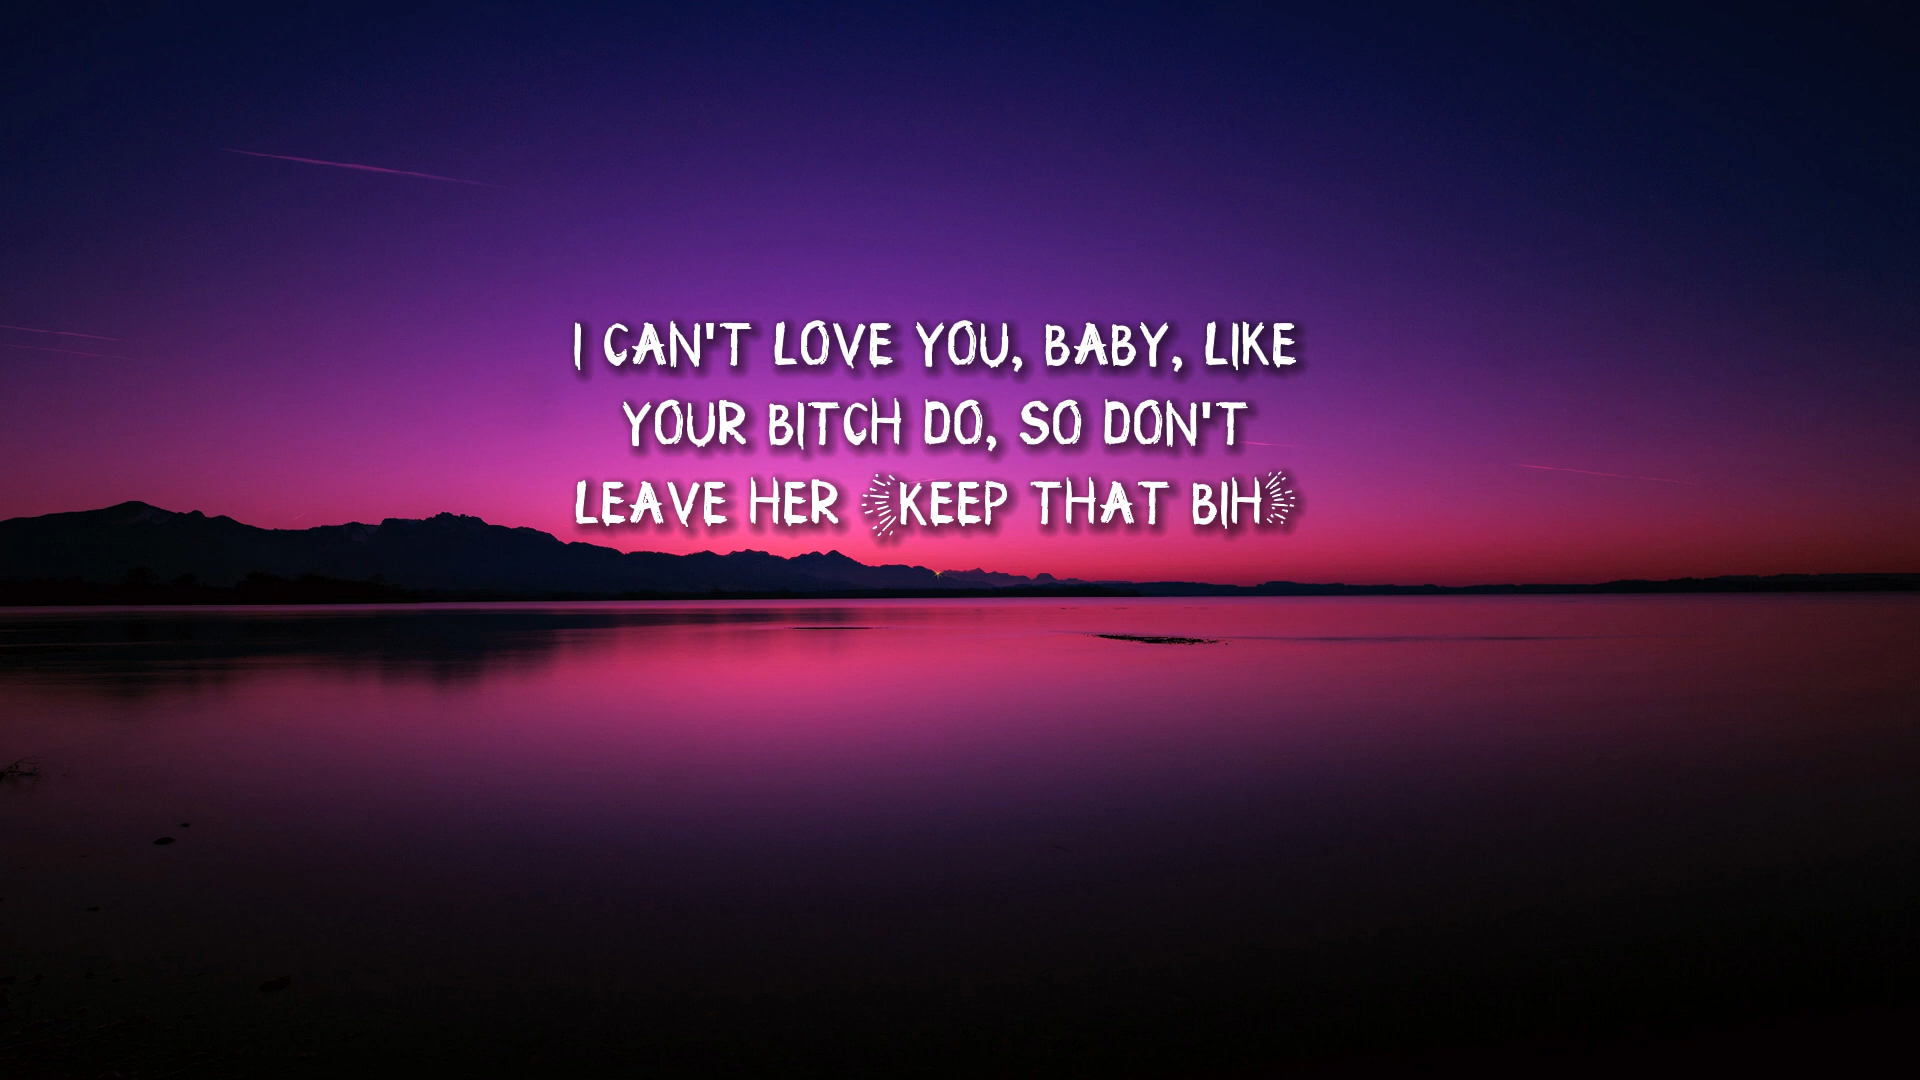 I CAN'T LOVE YOU, BABY, LIKE
YOUR BITCH DO, SO DON'T
LEAVE HER (KEEP THAT BIH)